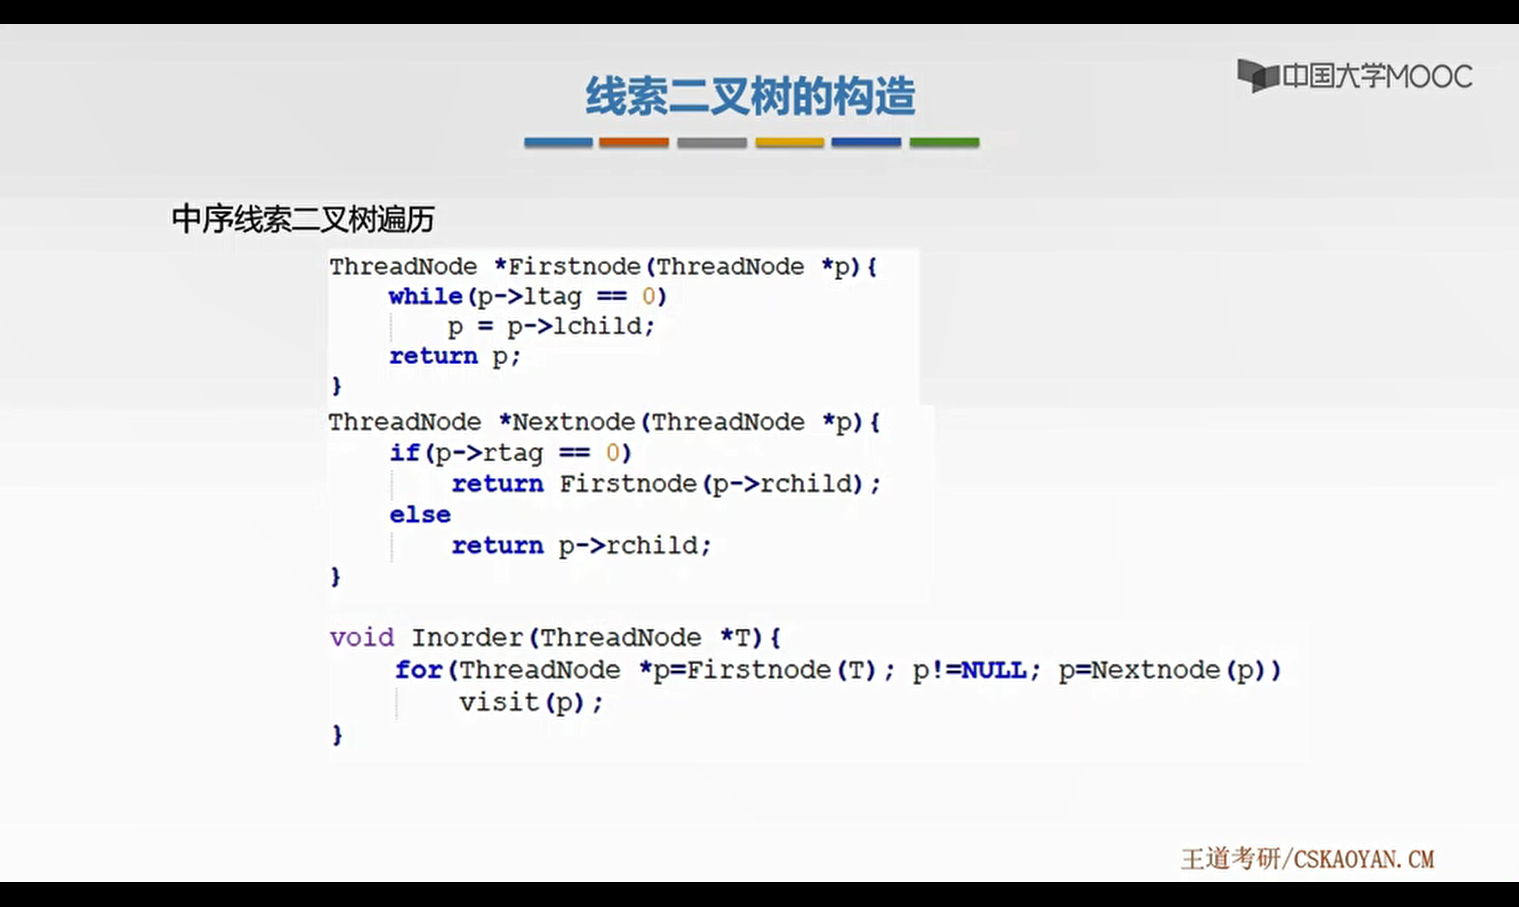 线索二叉树的构造
中国大学MOOC
中序线索二叉树遍历
ThreadNode *Firstnode(ThreadNode *p){
    while(p->ltag == 0)
        p = p->lchild;
    return p;
}
ThreadNode *Nextnode(ThreadNode *p){
    if(p->rtag == 0)
        return Firstnode(p->rchild);
    else
        return p->rchild;
}
void Inorder(ThreadNode *T){
    for(ThreadNode *p=Firstnode(T); p!=NULL; p=Nextnode(p))
        visit(p);
}
王道考研/CSKAOYAN.CM